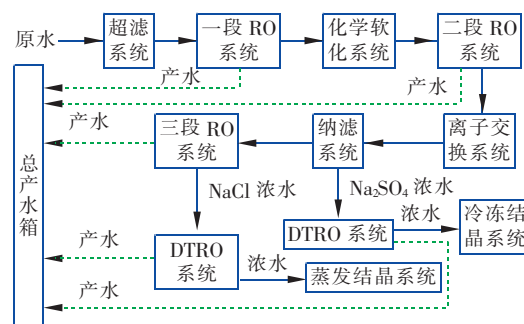 原水
超滤
系统
一段 RO
系统
化学软
化系统
二段 RO
系统
产水
产水
产水
三段 RO
系统
纳滤
系统
离子交
换系统
总产水箱
NaCl 浓水
Na₂SO₄ 浓水
浓水
冷冻结
晶系统
DTRO 系统
产水
DTRO
系统
浓水
蒸发结晶系统
产水